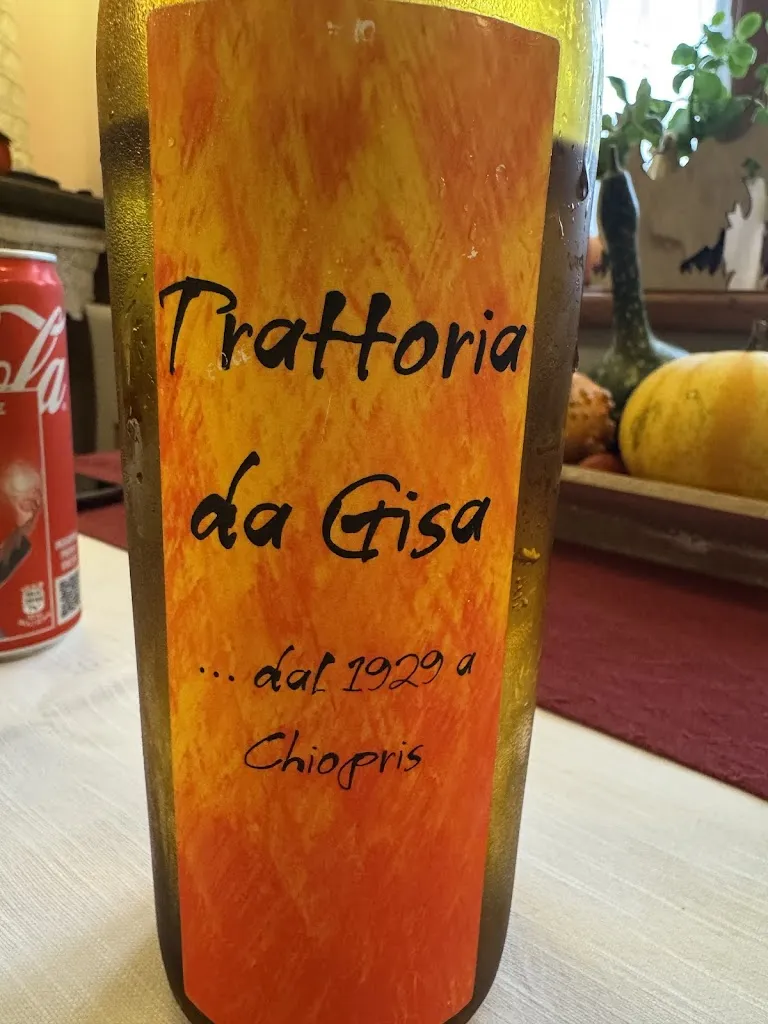 Trattoria
da Gisa
... dal 1929 a
Chiopris